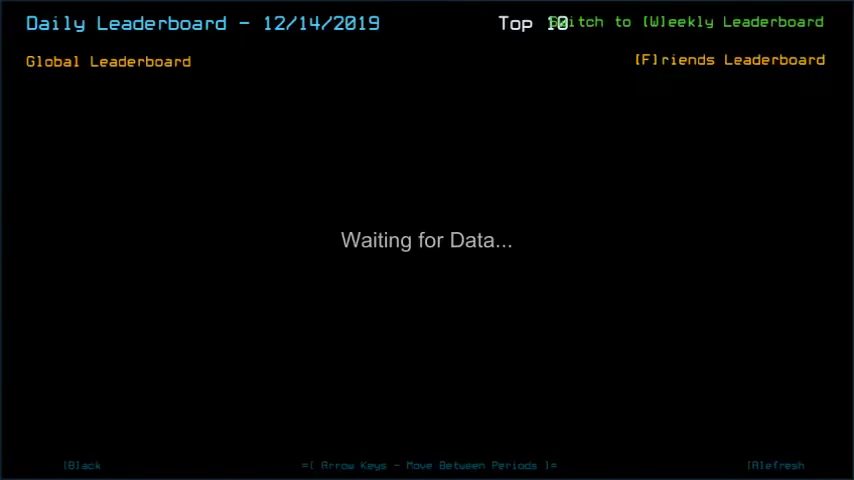 Daily Leaderboard - 12/14/2019
Top 10
Switch to [W]eekly Leaderboard
Global Leaderboard
[F]riends Leaderboard
Waiting for Data...
[B]ack
=[ Arrow Keys - Move Between Periods ]=
[R]efresh